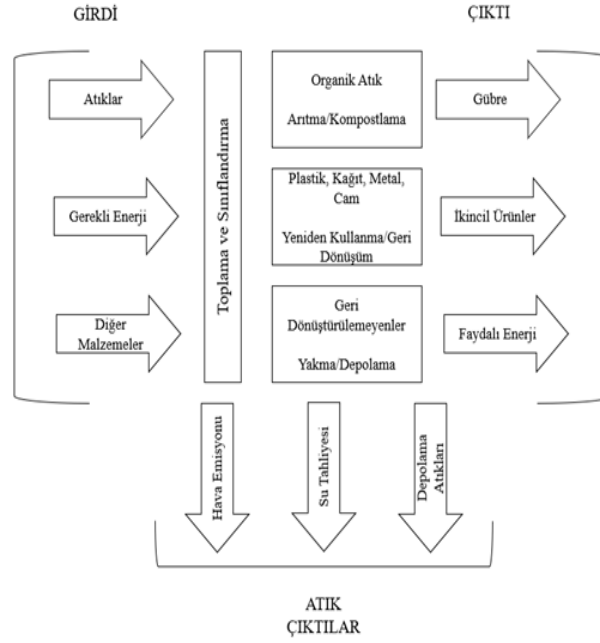 GİRDİ
ÇIKTI
Atıklar
Gerekli Enerji
Diğer
Malzemeler
Toplama ve Sınıflandırma
Organik Atık
Arıtma/Kompostlama
Plastik, Kağıt, Metal,
Cam
Yeniden Kullanma/Geri
Dönüşüm
Geri
Dönüştürülemeyenler
Yakma/Depolama
Gübre
İkincil Ürünler
Faydalı Enerji
Hava Emisyonu
Su Tahliyesi
Depolama
Atıkları
ATIK
ÇIKTILAR